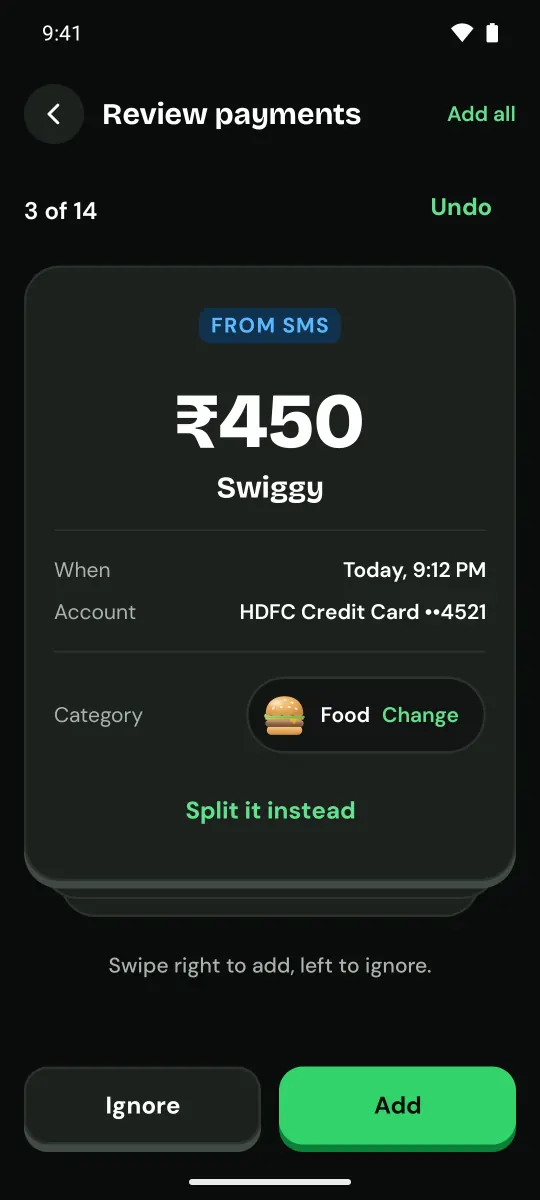 9:41
Review payments
Add all
3 of 14
Undo
FROM SMS
₹450
Swiggy
When
Today, 9:12 PM
Account
HDFC Credit Card ••4521
Category
Food Change
Split it instead
Swipe right to add, left to ignore.
Ignore
Add